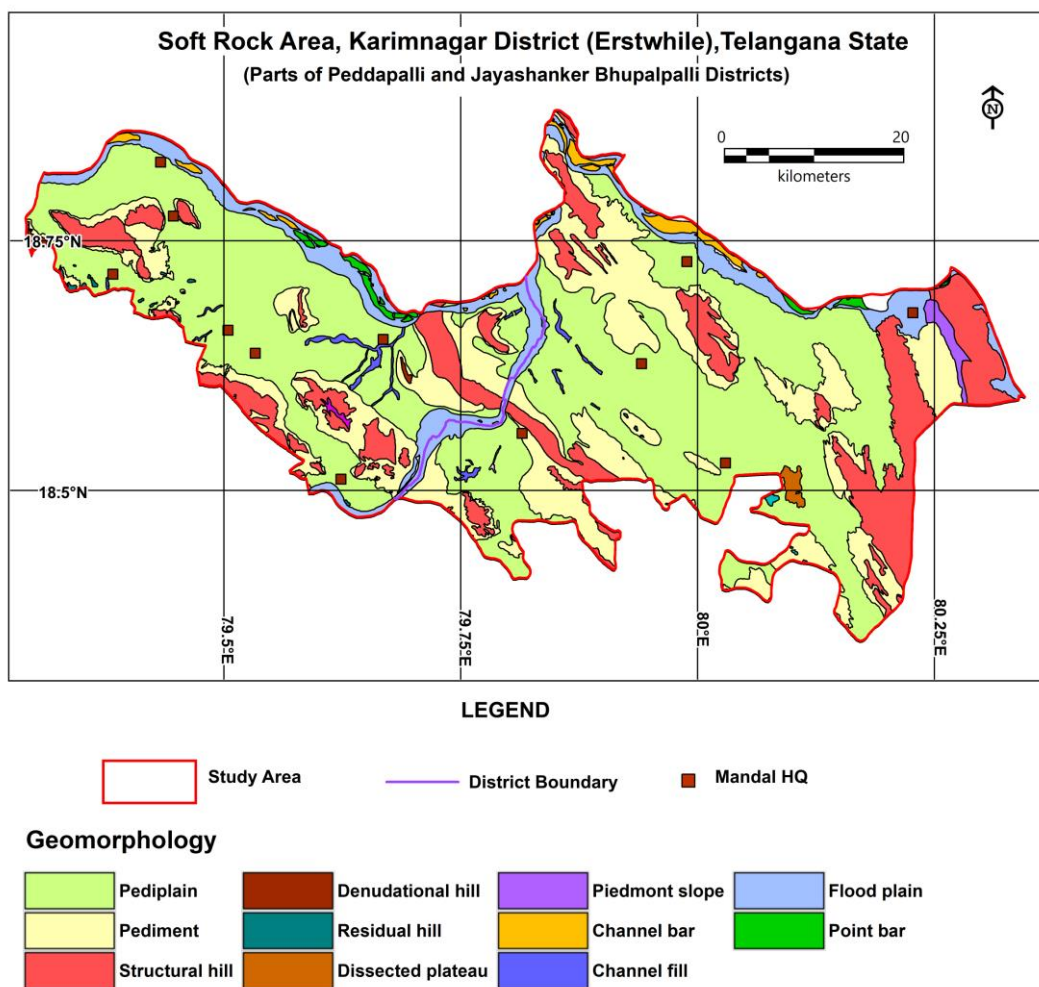 Soft Rock Area, Karimnagar District (Erstwhile),Telangana State
(Parts of Peddapalli and Jayashanker Bhupalpalli Districts)
N
0 20
kilometers
18.75°N
18.5°N
79.5°E
79.75°E
80°E
80.25°E
LEGEND
Study Area
District Boundary
Mandal HQ
Geomorphology
Pediplain
Denudational hill
Piedmont slope
Flood plain
Pediment
Residual hill
Channel bar
Point bar
Structural hill
Dissected plateau
Channel fill